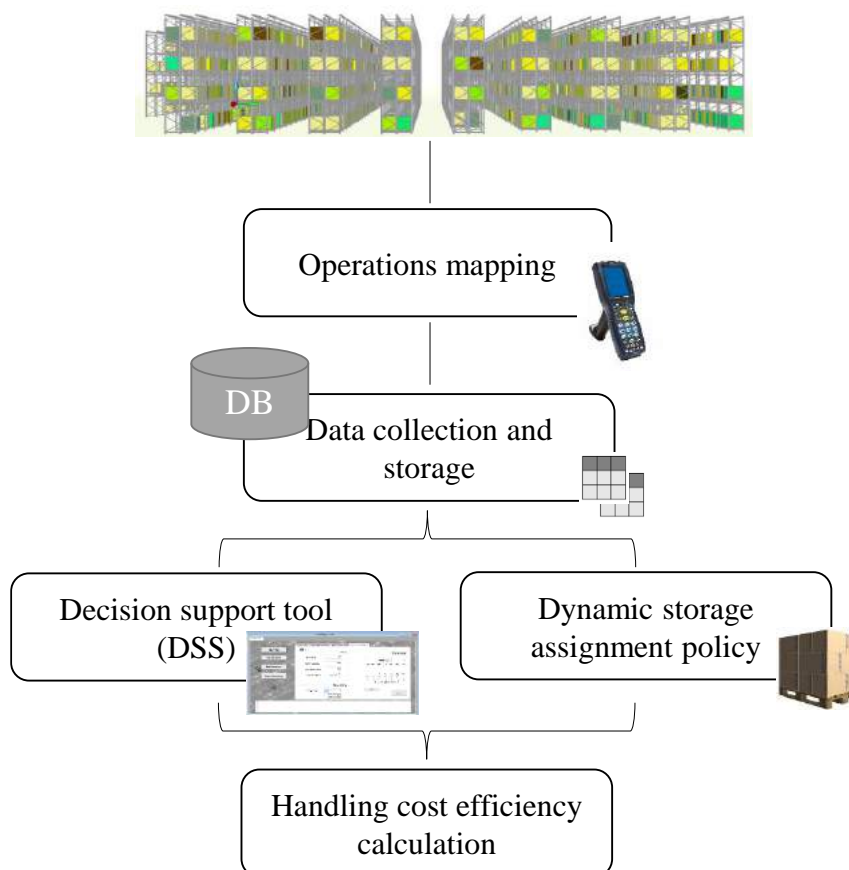 Operations mapping
DB
Data collection and
storage
Decision support tool
(DSS)
Dynamic storage
assignment policy
Handling cost efficiency
calculation